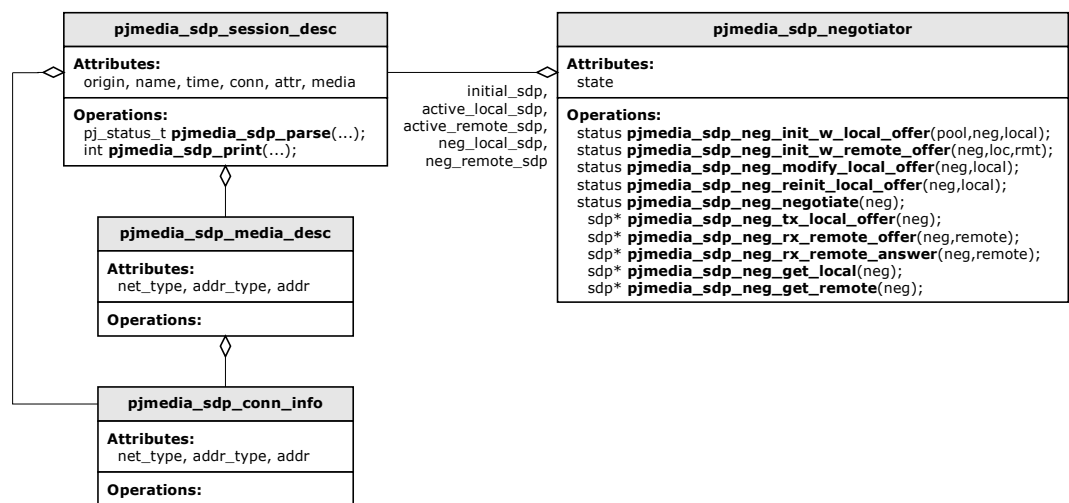 pjmedia_sdp_session_desc
Attributes:
origin, name, time, conn, attr, media
Operations:
pj_status_t pjmedia_sdp_parse(...);
int pjmedia_sdp_print(...);
initial_sdp,
active_local_sdp,
active_remote_sdp,
neg_local_sdp,
neg_remote_sdp
pjmedia_sdp_negotiator
Attributes:
state
Operations:
status pjmedia_sdp_neg_init_w_local_offer(pool,neg,local);
status pjmedia_sdp_neg_init_w_remote_offer(neg,loc,rmt);
status pjmedia_sdp_neg_modify_local_offer(neg,local);
status pjmedia_sdp_neg_reinit_local_offer(neg,local);
status pjmedia_sdp_neg_negotiate(neg);
sdp* pjmedia_sdp_neg_tx_local_offer(neg);
sdp* pjmedia_sdp_neg_rx_remote_offer(neg,remote);
sdp* pjmedia_sdp_neg_rx_remote_answer(neg,remote);
sdp* pjmedia_sdp_neg_get_local(neg);
sdp* pjmedia_sdp_neg_get_remote(neg);
pjmedia_sdp_media_desc
Attributes:
net_type, addr_type, addr
Operations:
pjmedia_sdp_conn_info
Attributes:
net_type, addr_type, addr
Operations: